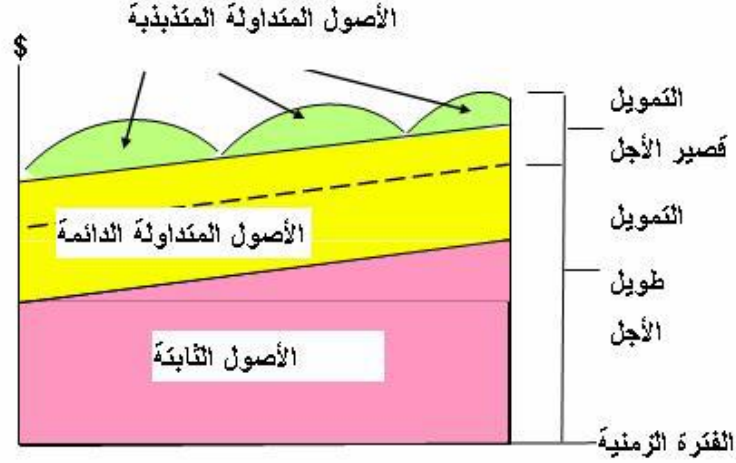 الأصول المتداولة المتذبذبة
$
التمويل
قصير الأجل
الأصول المتداولة الدائمة
التمويل
طويل
الأجل
الأصول الثابتة
الفترة الزمنية